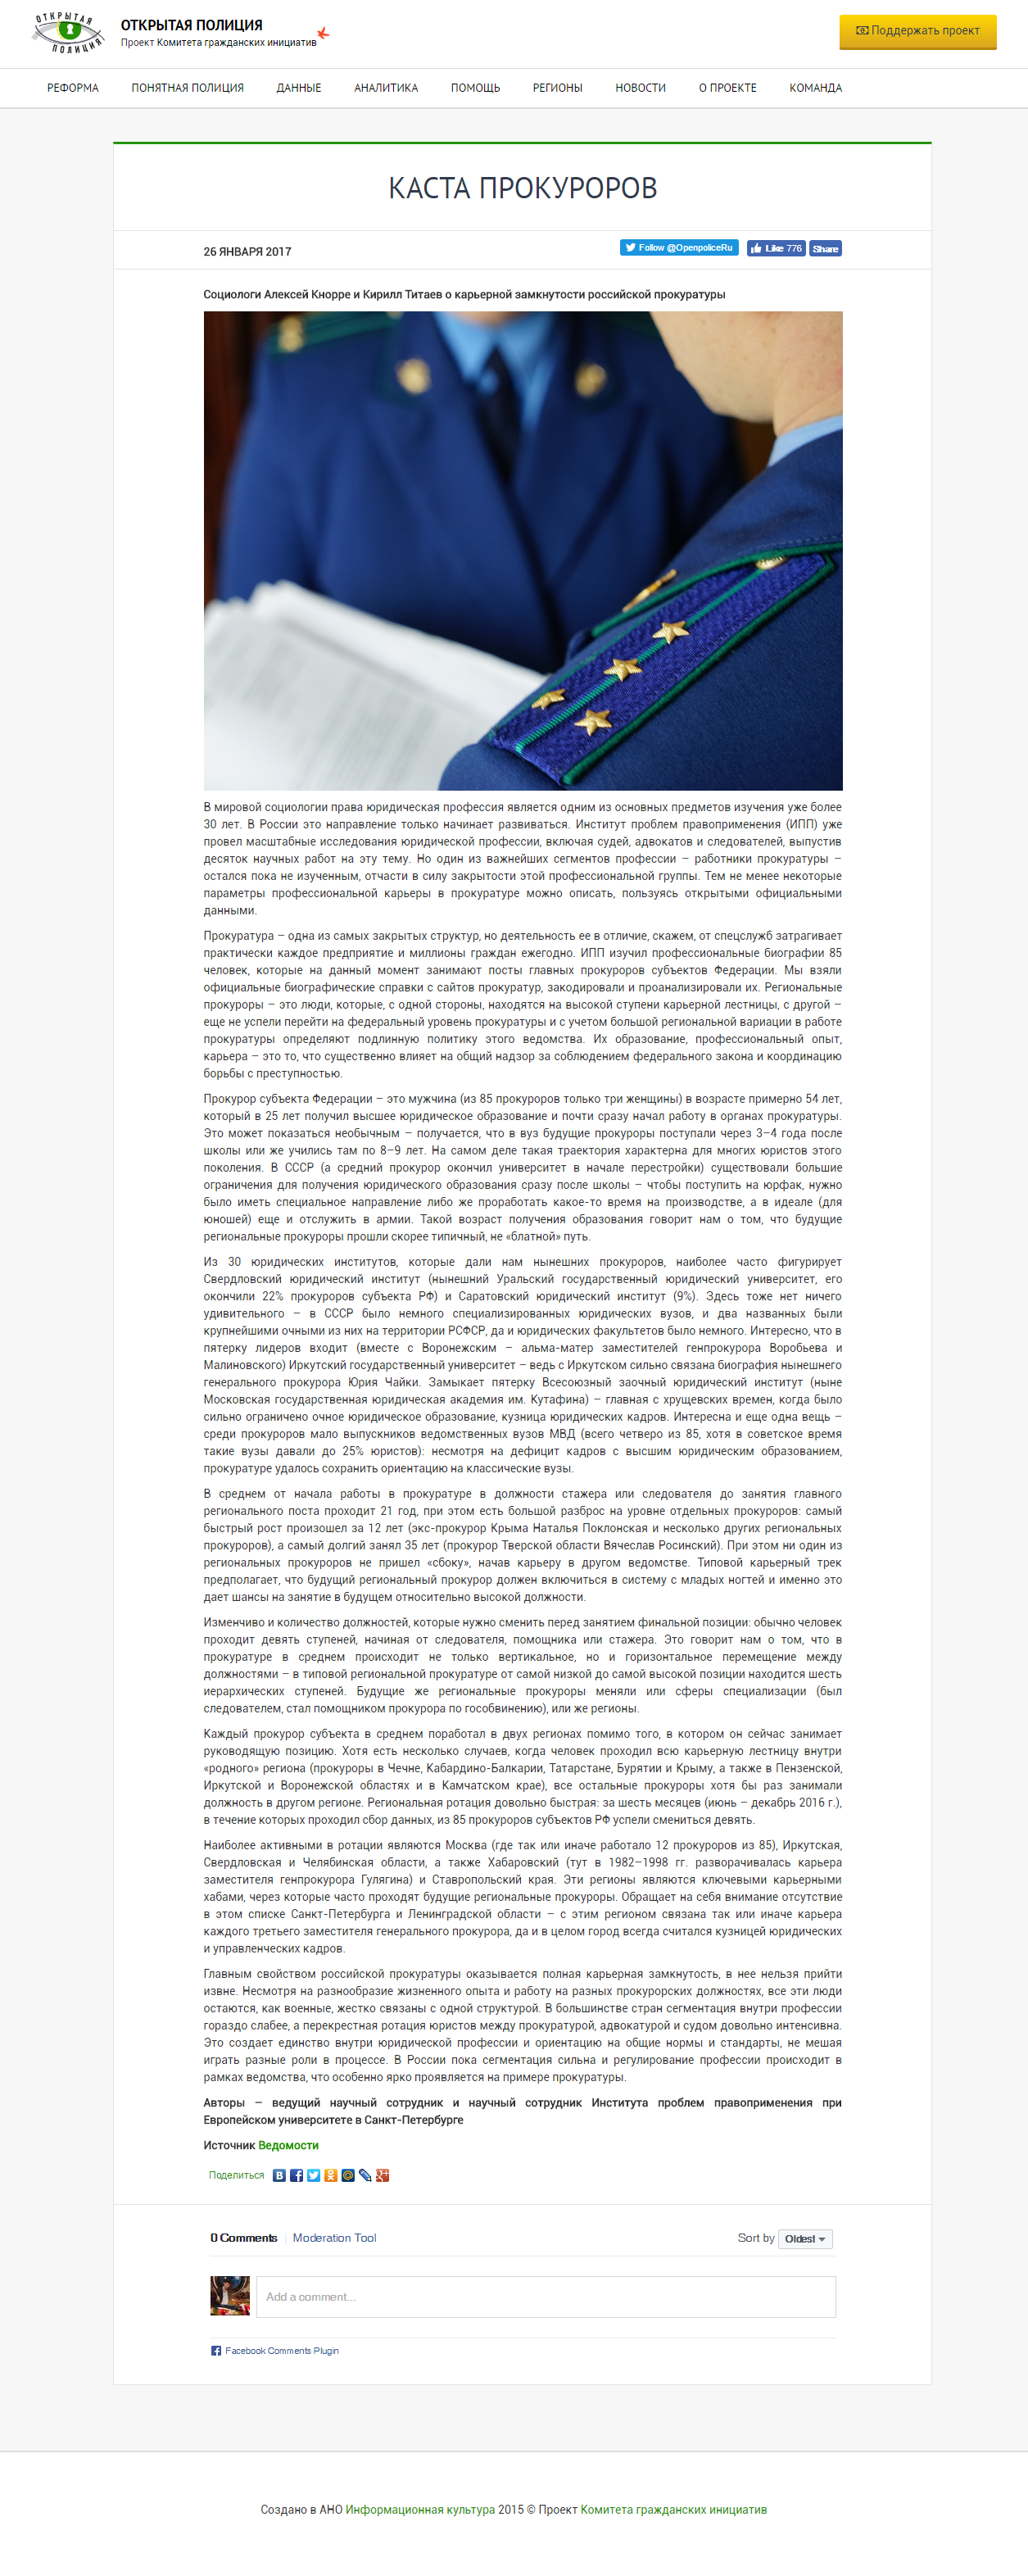 ОТКРЫТАЯ
ПОЛИЦИЯ
ОТКРЫТАЯ ПОЛИЦИЯ
Проект Комитета гражданских инициатив
Поддержать проект
РЕФОРМА ПОНЯТНАЯ ПОЛИЦИЯ ДАННЫЕ АНАЛИТИКА ПОМОЩЬ РЕГИОНЫ НОВОСТИ О ПРОЕКТЕ КОМАНДА
КАСТА ПРОКУРОРОВ
26 ЯНВАРЯ 2017
Follow @OpenpoliceRu Like 776 Share
Социологи Алексей Кнорре и Кирилл Титаев о карьерной замкнутости российской прокуратуры
В мировой социологии права юридическая профессия является одним из основных предметов изучения уже более
30 лет. В России это направление только начинает развиваться. Институт проблем правоприменения (ИПП) уже
провел масштабные исследования юридической профессии, включая судей, адвокатов и следователей, выпустив
десяток научных работ на эту тему. Но один из важнейших сегментов профессии – работники прокуратуры –
остался пока не изученным, отчасти в силу закрытости этой профессиональной группы. Тем не менее некоторые
параметры профессиональной карьеры в прокуратуре можно описать, пользуясь открытыми официальными
данными.
Прокуратура – одна из самых закрытых структур, но деятельность ее в отличие, скажем, от спецслужб затрагивает
практически каждое предприятие и миллионы граждан ежегодно. ИПП изучил профессиональные биографии 85
человек, которые на данный момент занимают посты главных прокуроров субъектов Федерации. Мы взяли
официальные биографические справки с сайтов прокуратур, закодировали и проанализировали их. Региональные
прокуроры – это люди, которые, с одной стороны, находятся на высокой ступени карьерной лестницы, с другой –
еще не успели перейти на федеральный уровень прокуратуры и с учетом большой региональной вариации в работе
прокуратуры определяют подлинную политику этого ведомства. Их образование, профессиональный опыт,
карьера – это то, что существенно влияет на общий надзор за соблюдением федерального закона и координацию
борьбы с преступностью.
Прокурор субъекта Федерации – это мужчина (из 85 прокуроров только три женщины) в возрасте примерно 54 лет,
который в 25 лет получил высшее юридическое образование и почти сразу начал работу в органах прокуратуры.
Это может показаться необычным – получается, что в вуз будущие прокуроры поступали через 3–4 года после
школы или же учились там по 8–9 лет. На самом деле такая траектория характерна для многих юристов этого
поколения. В СССР (а средний прокурор окончил университет в начале перестройки) существовали большие
ограничения для получения юридического образования сразу после школы – чтобы поступить на юрфак, нужно
было иметь специальное направление либо же проработать какое-то время на производстве, а в идеале (для
юношей) еще и отслужить в армии. Такой возраст получения образования говорит нам о том, что будущие
региональные прокуроры прошли скорее типичный, не «блатной» путь.
Из 30 юридических институтов, которые дали нам нынешних прокуроров, наиболее часто фигурирует
Свердловский юридический институт (нынешний Уральский государственный юридический университет, его
окончили 22% прокуроров субъекта РФ) и Саратовский юридический институт (9%). Здесь тоже нет ничего
удивительного – в СССР было немного специализированных юридических вузов, и два названных были
крупнейшими очными из них на территории РСФСР, да и юридических факультетов было немного. Интересно, что в
пятерку лидеров входит (вместе с Воронежским – альма-матер заместителей генпрокурора Воробьева и
Малиновского) Иркутский государственный университет – ведь с Иркутском сильно связана биография нынешнего
генерального прокурора Юрия Чайки. Замыкает пятерку Всесоюзный заочный юридический институт (ныне
Московская государственная юридическая академия им. Кутафина) – главная с хрущевских времен, когда было
сильно ограничено очное юридическое образование, кузница юридических кадров. Интересна и еще одна вещь –
среди прокуроров мало выпускников ведомственных вузов МВД (всего четверо из 85, хотя в советское время
такие вузы давали до 25% юристов): несмотря на дефицит кадров с высшим юридическим образованием,
прокуратуре удалось сохранить ориентацию на классические вузы.
В среднем от начала работы в прокуратуре в должности стажера или следователя до занятия главного
регионального поста проходит 21 год, при этом есть большой разброс на уровне отдельных прокуроров: самый
быстрый рост произошел за 12 лет (экс-прокурор Крыма Наталья Поклонская и несколько других региональных
прокуроров), а самый долгий занял 35 лет (прокурор Тверской области Вячеслав Росинский). При этом ни один из
региональных прокуроров не пришел «сбоку», начав карьеру в другом ведомстве. Типовой карьерный трек
предполагает, что будущий региональный прокурор должен включиться в систему с младых ногтей и именно это
дает шансы на занятие в будущем относительно высокой должности.
Изменчиво и количество должностей, которые нужно сменить перед занятием финальной позиции: обычно человек
проходит девять ступеней, начиная от следователя, помощника или стажера. Это говорит нам о том, что в
прокуратуре в среднем происходит не только вертикальное, но и горизонтальное перемещение между
должностями – в типовой региональной прокуратуре от самой низкой до самой высокой позиции находится шесть
иерархических ступеней. Будущие же региональные прокуроры меняли или сферы специализации (был
следователем, стал помощником прокурора по гособвинению), или же регионы.
Каждый прокурор субъекта в среднем поработал в двух регионах помимо того, в котором он сейчас занимает
руководящую позицию. Хотя есть несколько случаев, когда человек проходил всю карьерную лестницу внутри
«родного» региона (прокуроры в Чечне, Кабардино-Балкарии, Татарстане, Бурятии и Крыму, а также в Пензенской,
Иркутской и Воронежской областях и в Камчатском крае), все остальные прокуроры хотя бы раз занимали
должность в другом регионе. Региональная ротация довольно быстрая: за шесть месяцев (июнь – декабрь 2016 г.),
в течение которых проходил сбор данных, из 85 прокуроров субъектов РФ успели смениться девять.
Наиболее активными в ротации являются Москва (где так или иначе работало 12 прокуроров из 85), Иркутская,
Свердловская и Челябинская области, а также Хабаровский (тут в 1982–1998 гг. разворачивалась карьера
заместителя генпрокурора Гулягина) и Ставропольский края. Эти регионы являются ключевыми карьерными
хабами, через которые часто проходят будущие региональные прокуроры. Обращает на себя внимание отсутствие
в этом списке Санкт-Петербурга и Ленинградской области – с этим регионом связана так или иначе карьера
каждого третьего заместителя генерального прокурора, да и в целом город всегда считался кузницей юридических
и управленческих кадров.
Главным свойством российской прокуратуры оказывается полная карьерная замкнутость, в нее нельзя прийти
извне. Несмотря на разнообразие жизненного опыта и работу на разных прокурорских должностях, все эти люди
остаются, как военные, жестко связаны с одной структурой. В большинстве стран сегментация внутри профессии
гораздо слабее, а перекрестная ротация юристов между прокуратурой, адвокатурой и судом довольно интенсивна.
Это создает единство внутри юридической профессии и ориентацию на общие нормы и стандарты, не мешая
играть разные роли в процессе. В России пока сегментация сильна и регулирование профессии происходит в
рамках ведомства, что особенно ярко проявляется на примере прокуратуры.
Авторы – ведущий научный сотрудник и научный сотрудник Института проблем правоприменения при
Европейском университете в Санкт-Петербурге
Источник Ведомости
Поделиться
0 Comments Moderation Tool Sort by Oldest
Add a comment...
Facebook Comments Plugin
Создано в АНО Информационная культура 2015 © Проект Комитета гражданских инициатив